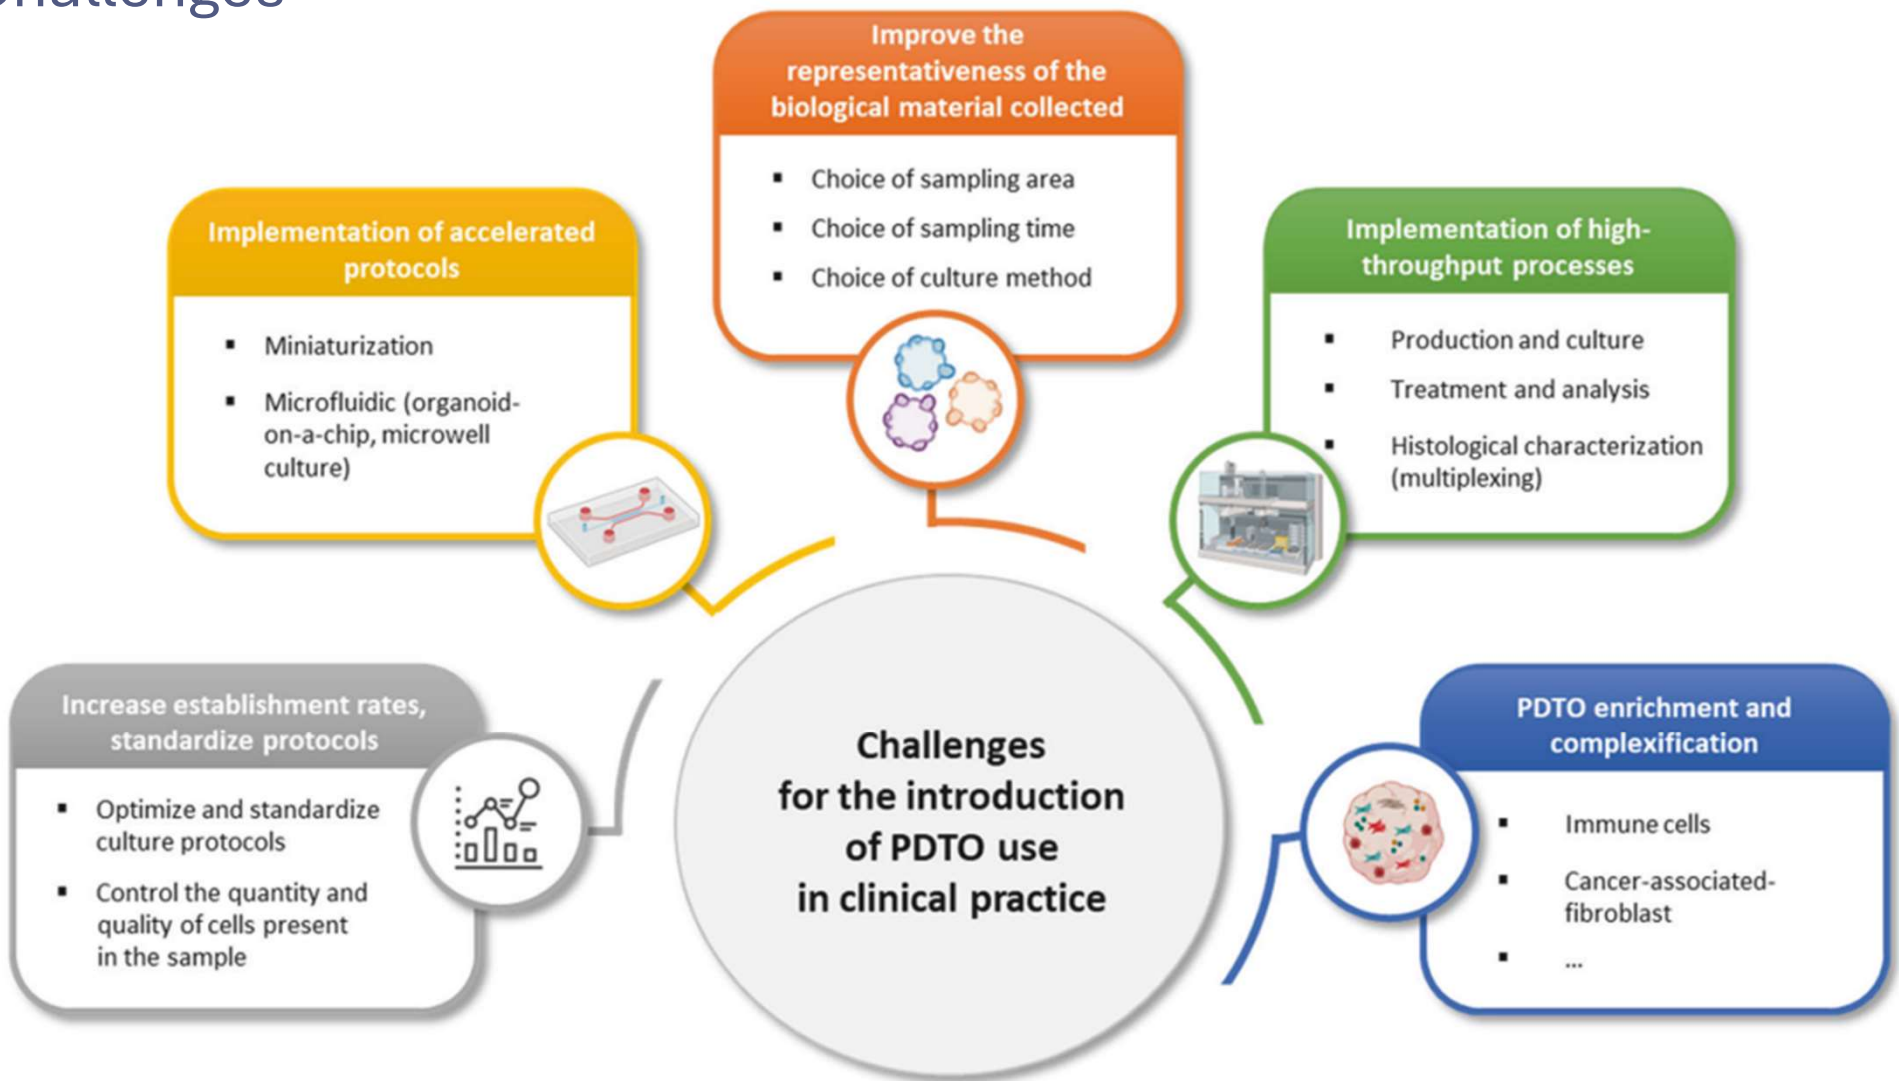 Challenges
Improve the
representativeness of the
biological material collected
▪ Choice of sampling area
▪ Choice of sampling time
▪ Choice of culture method
Implementation of accelerated
protocols
▪ Miniaturization
▪ Microfluidic (organoid-
on-a-chip, microwell
culture)
Implementation of high-
throughput processes
▪ Production and culture
▪ Treatment and analysis
▪ Histological characterization
(multiplexing)
Increase establishment rates,
standardize protocols
▪ Optimize and standardize
culture protocols
▪ Control the quantity and
quality of cells present
in the sample
Challenges
for the introduction
of PDTO use
in clinical practice
PDTO enrichment and
complexification
▪ Immune cells
▪ Cancer-associated-
fibroblast
▪ ...